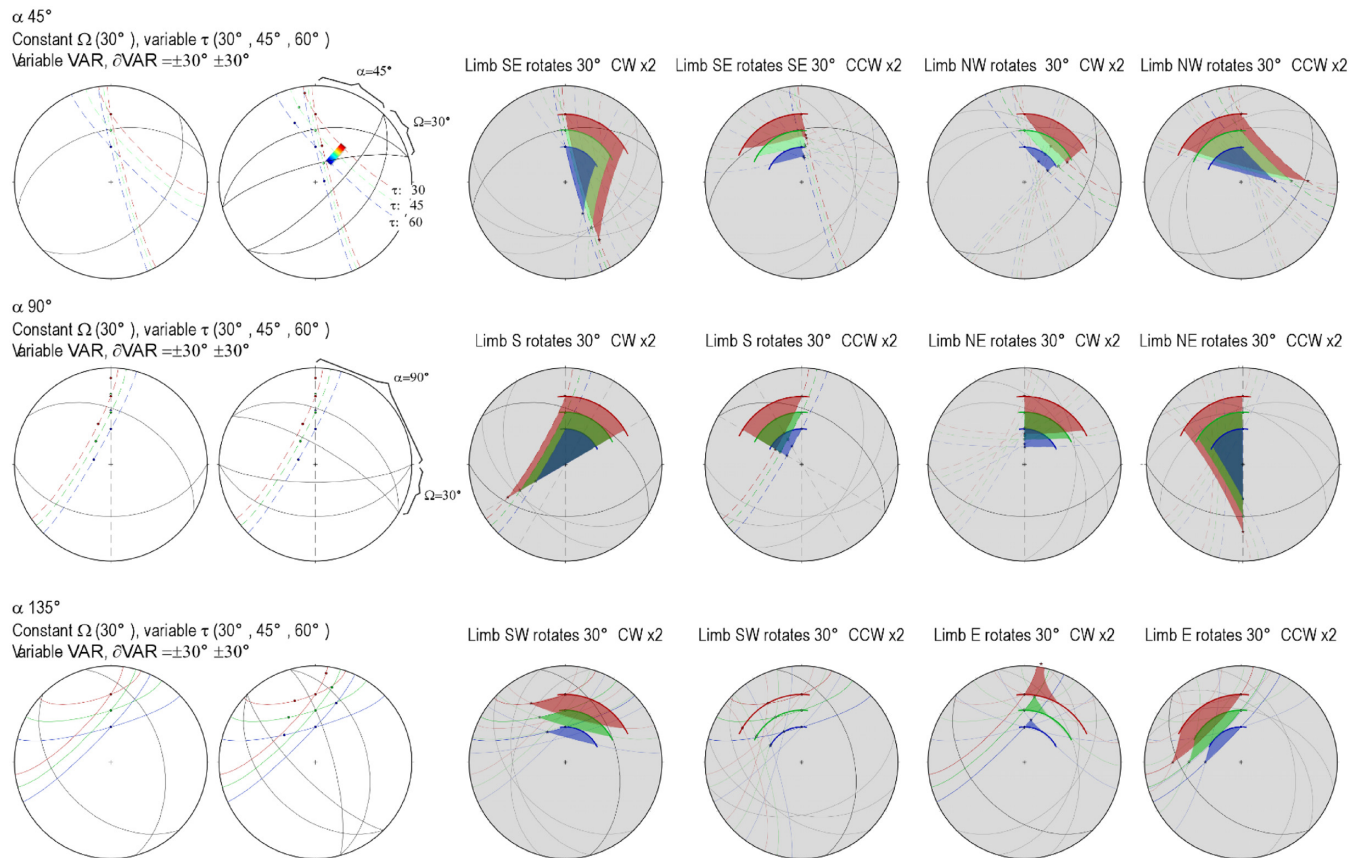 α 45°
Constant Ω (30° ), variable τ (30° , 45° , 60° )
Variable VAR, ∂VAR =±30° ±30°
α=45°
Ω=30°
τ: 30
τ: 45
τ: 60
Limb SE rotates 30° CW x2
Limb SE rotates SE 30° CCW x2
Limb NW rotates 30° CW x2
Limb NW rotates 30° CCW x2
α 90°
Constant Ω (30° ), variable τ (30° , 45° , 60° )
Variable VAR, ∂VAR =±30° ±30°
α=90°
Ω=30°
Limb S rotates 30° CW x2
Limb S rotates 30° CCW x2
Limb NE rotates 30° CW x2
Limb NE rotates 30° CCW x2
α 135°
Constant Ω (30° ), variable τ (30° , 45° , 60° )
Variable VAR, ∂VAR =±30° ±30°
Limb SW rotates 30° CW x2
Limb SW rotates 30° CCW x2
Limb E rotates 30° CW x2
Limb E rotates 30° CCW x2